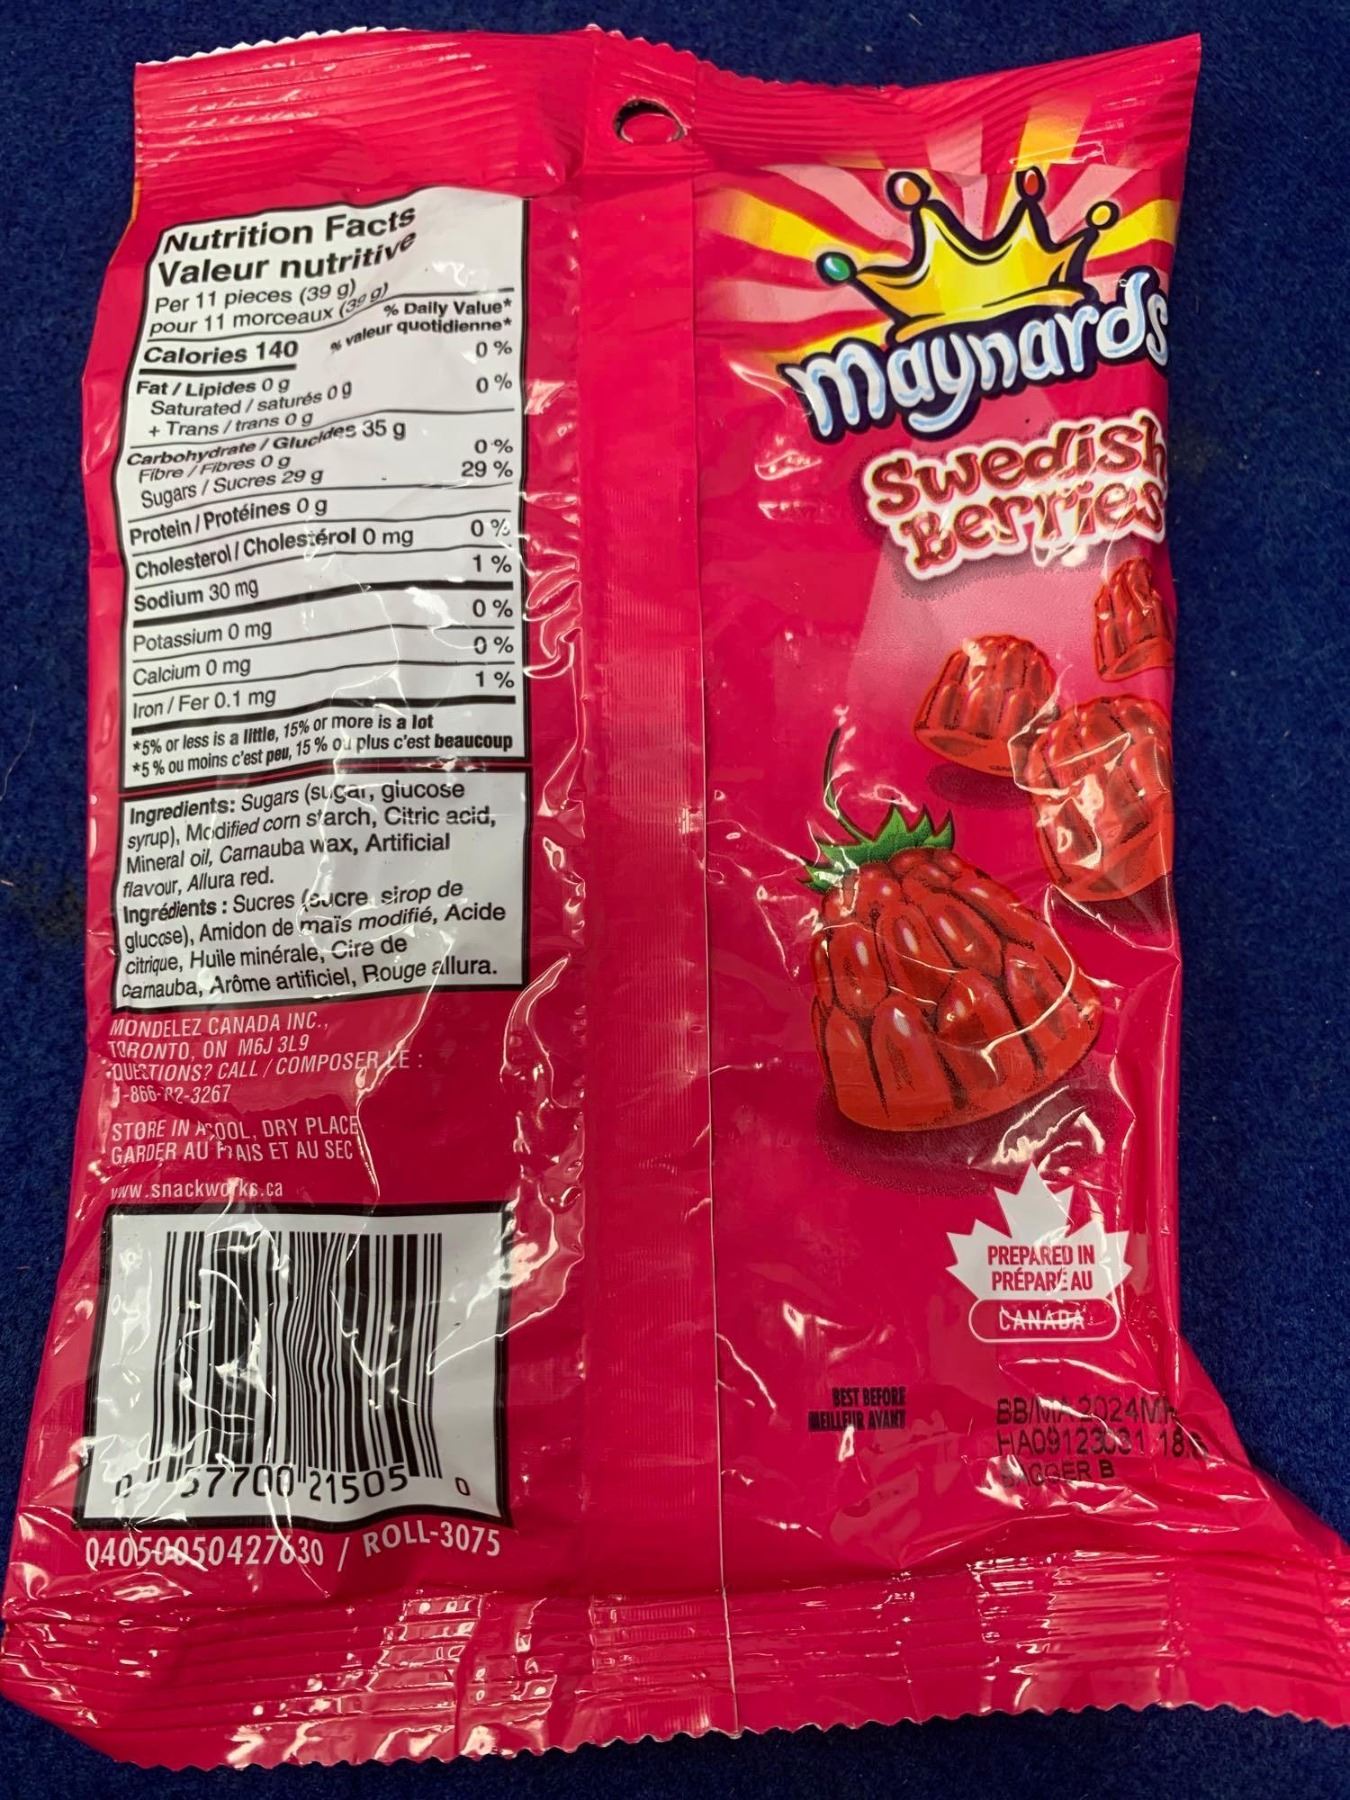 Nutrition Facts
Valeur nutritive
Per 11 pieces (39 g)
pour 11 morceaux (39 g)
% Daily Value*
% valeur quotidienne*
Calories 140
Fat / Lipides 0 g 0 %
Saturated / saturés 0 g 0 %
+ Trans / trans 0 g
Carbohydrate / Glucides 35 g
Fibre / Fibres 0 g 0 %
Sugars / Sucres 29 g 29 %
Protein / Protéines 0 g
Cholesterol / Cholestérol 0 mg 0 %
Sodium 30 mg 1 %
Potassium 0 mg 0 %
Calcium 0 mg 0 %
Iron / Fer 0.1 mg 1 %
*5% or less is a little, 15% or more is a lot
*5 % ou moins c'est peu, 15 % ou plus c'est beaucoup
Ingredients: Sugars (sugar, glucose
syrup), Modified corn starch, Citric acid,
Mineral oil, Carnauba wax, Artificial
flavour, Allura red.
Ingrédients : Sucres (sucre, sirop de
glucose), Amidon de maïs modifié, Acide
citrique, Huile minérale, Cire de
carnauba, Arôme artificiel, Rouge allura.
MONDELEZ CANADA INC.,
TORONTO, ON M6J 3L9
QUESTIONS? CALL / COMPOSER LE :
STORE IN A COOL, DRY PLACE
GARDER AU FRAIS ET AU SEC
www.snackworks.ca
0 57700 21505 0
04050050427630 / ROLL-3075
Maynards
Swedish
Berries
PREPARED IN
PRÉPARÉ AU
CANADA
BEST BEFORE
MEILLEUR AVANT
BB/MA 2024